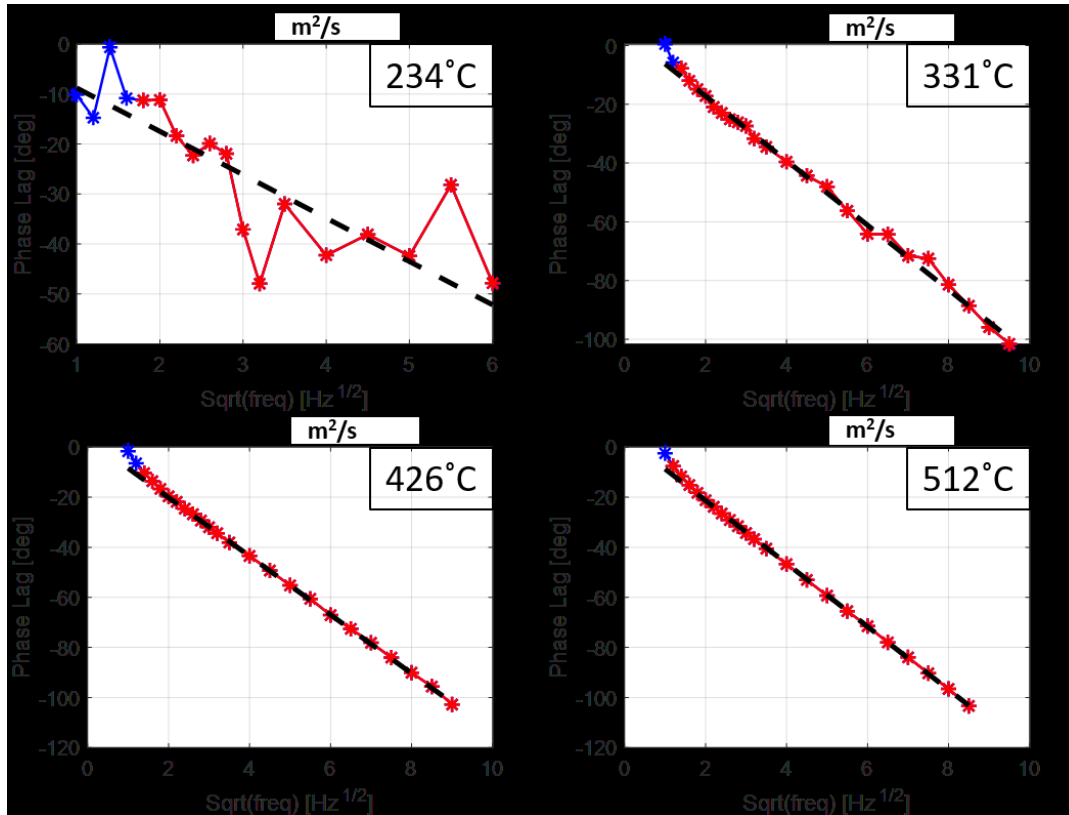 m²/s
234˚C
0
-10
-20
-30
-40
-50
-60
1 2 3 4 5 6
Phase Lag [deg]
Sqrt(freq) [Hz^1/2]
m²/s
331˚C
0
-20
-40
-60
-80
-100
0 2 4 6 8 10
Phase Lag [deg]
Sqrt(freq) [Hz^1/2]
m²/s
426˚C
0
-20
-40
-60
-80
-100
-120
0 2 4 6 8 10
Phase Lag [deg]
Sqrt(freq) [Hz^1/2]
m²/s
512˚C
0
-20
-40
-60
-80
-100
-120
0 2 4 6 8 10
Phase Lag [deg]
Sqrt(freq) [Hz^1/2]